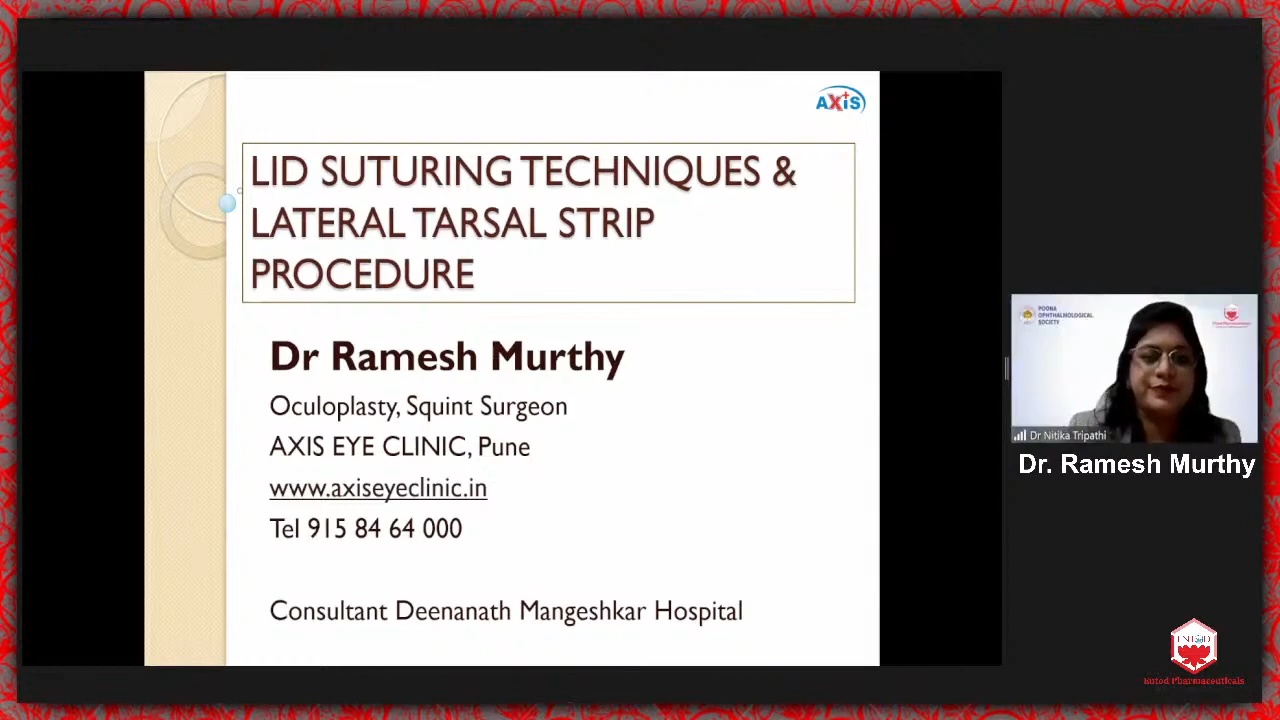 AXIS
LID SUTURING TECHNIQUES &
LATERAL TARSAL STRIP
PROCEDURE
Dr Ramesh Murthy
Oculoplasty, Squint Surgeon
AXIS EYE CLINIC, Pune
www.axiseyeclinic.in
Tel 915 84 64 000
Consultant Deenanath Mangeshkar Hospital
POONA
OPHTHALMOLOGICAL
SOCIETY
Dr Nitika Tripathi
Dr. Ramesh Murthy
Entod Pharmaceuticals